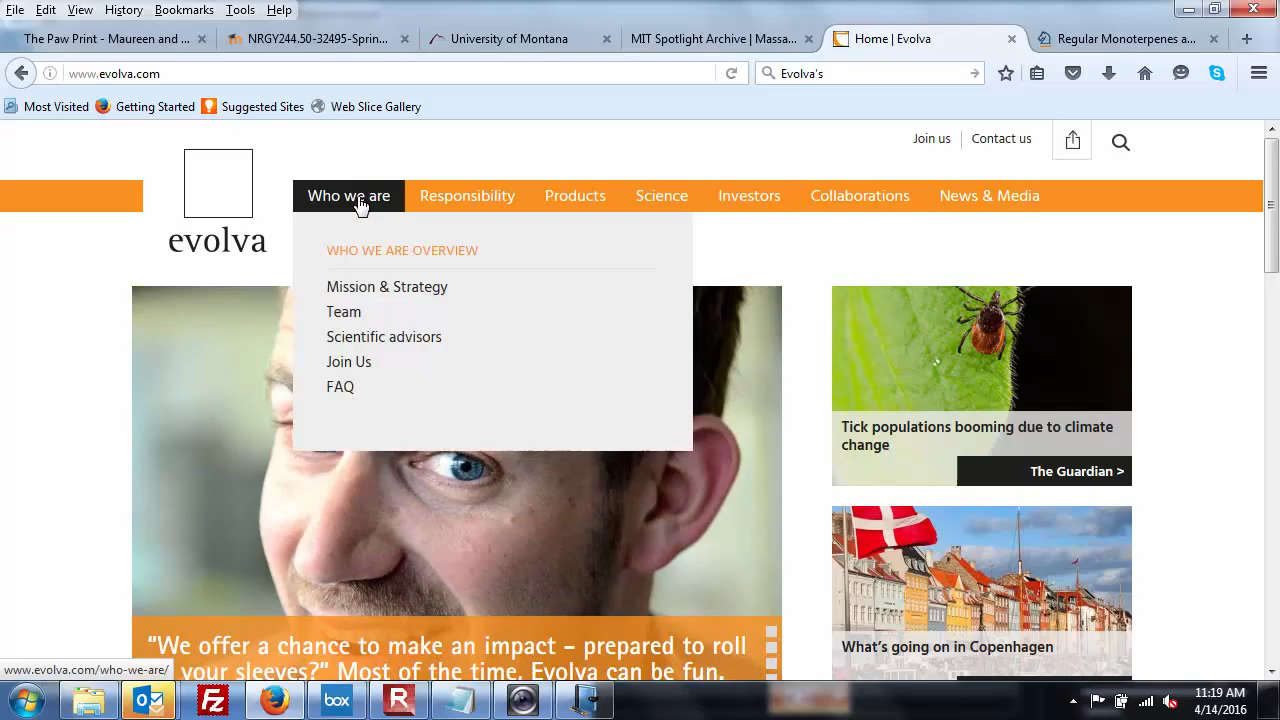 File Edit View History Bookmarks Tools Help
The Paw Print - Maureen and ...
NRGY244.50-32495-Sprin...
University of Montana
MIT Spotlight Archive | Massa...
Home | Evolva
Regular Monoterpenes a...
www.evolva.com
Evolva's
Most Visited
Getting Started
Suggested Sites
Web Slice Gallery
Join us
Contact us
evolva
Who we are
Responsibility
Products
Science
Investors
Collaborations
News & Media
WHO WE ARE OVERVIEW
Mission & Strategy
Team
Scientific advisors
Join Us
FAQ
Tick populations booming due to climate
change
The Guardian >
What's going on in Copenhagen
“We offer a chance to make an impact – prepared to roll
your sleeves?” Most of the time, Evolva can be fun.
www.evolva.com/who-we-are/
Fz
box
R
11:19 AM
4/14/2016